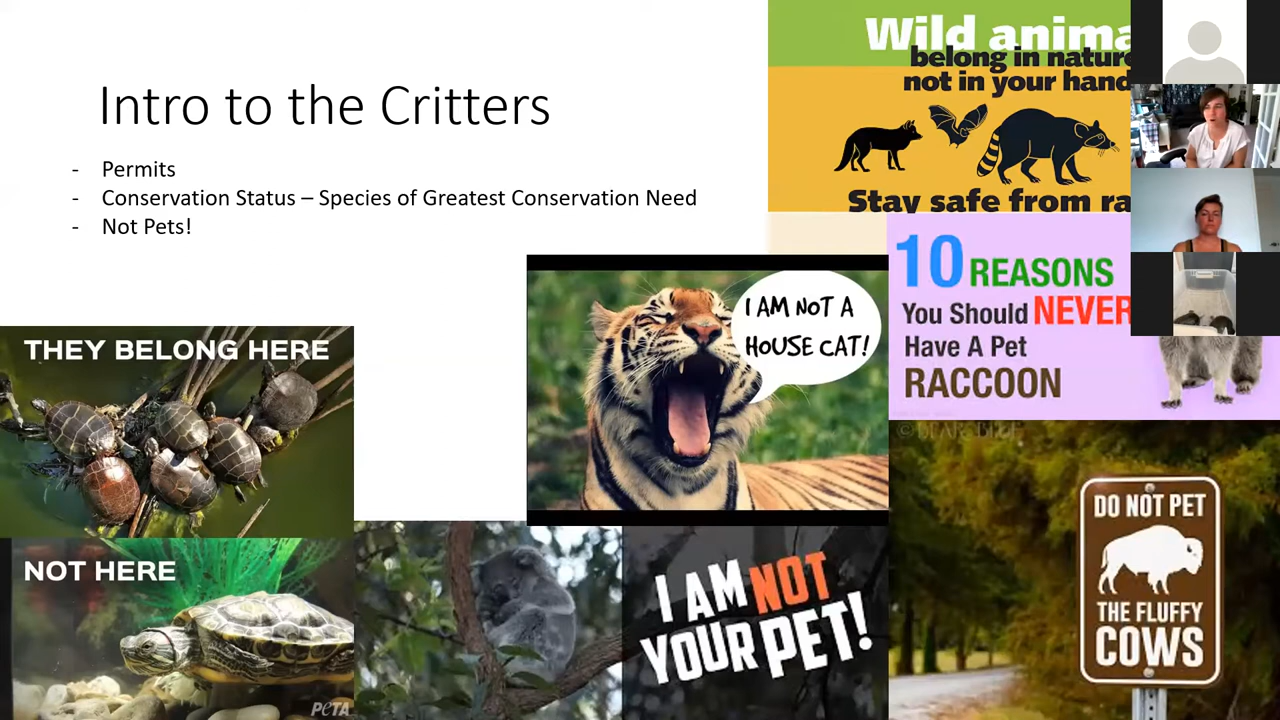 Intro to the Critters
- Permits
- Conservation Status – Species of Greatest Conservation Need
- Not Pets!
Wild anima
belong in nature
not in your hand
Stay safe from ra
10 REASONS
You Should NEVER
Have A Pet
RACCOON
I AM NOT A
HOUSE CAT!
THEY BELONG HERE
NOT HERE
PeTA
I AM NOT
YOUR PET!
DO NOT PET
THE FLUFFY
COWS